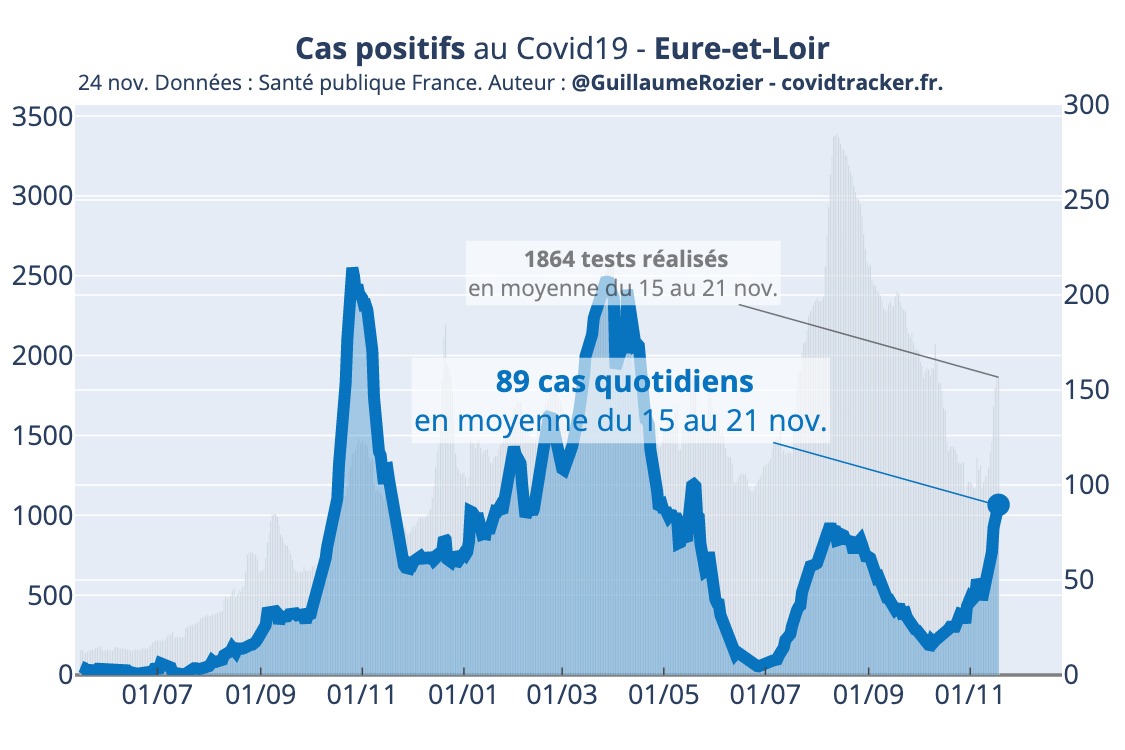 Cas positifs au Covid19 - Eure-et-Loir
24 nov. Données : Santé publique France. Auteur : @GuillaumeRozier - covidtracker.fr.
3500
3000
2500
2000
1500
1000
500
0
300
250
200
150
100
50
0
1864 tests réalisés
en moyenne du 15 au 21 nov.
89 cas quotidiens
en moyenne du 15 au 21 nov.
01/07 01/09 01/11 01/01 01/03 01/05 01/07 01/09 01/11